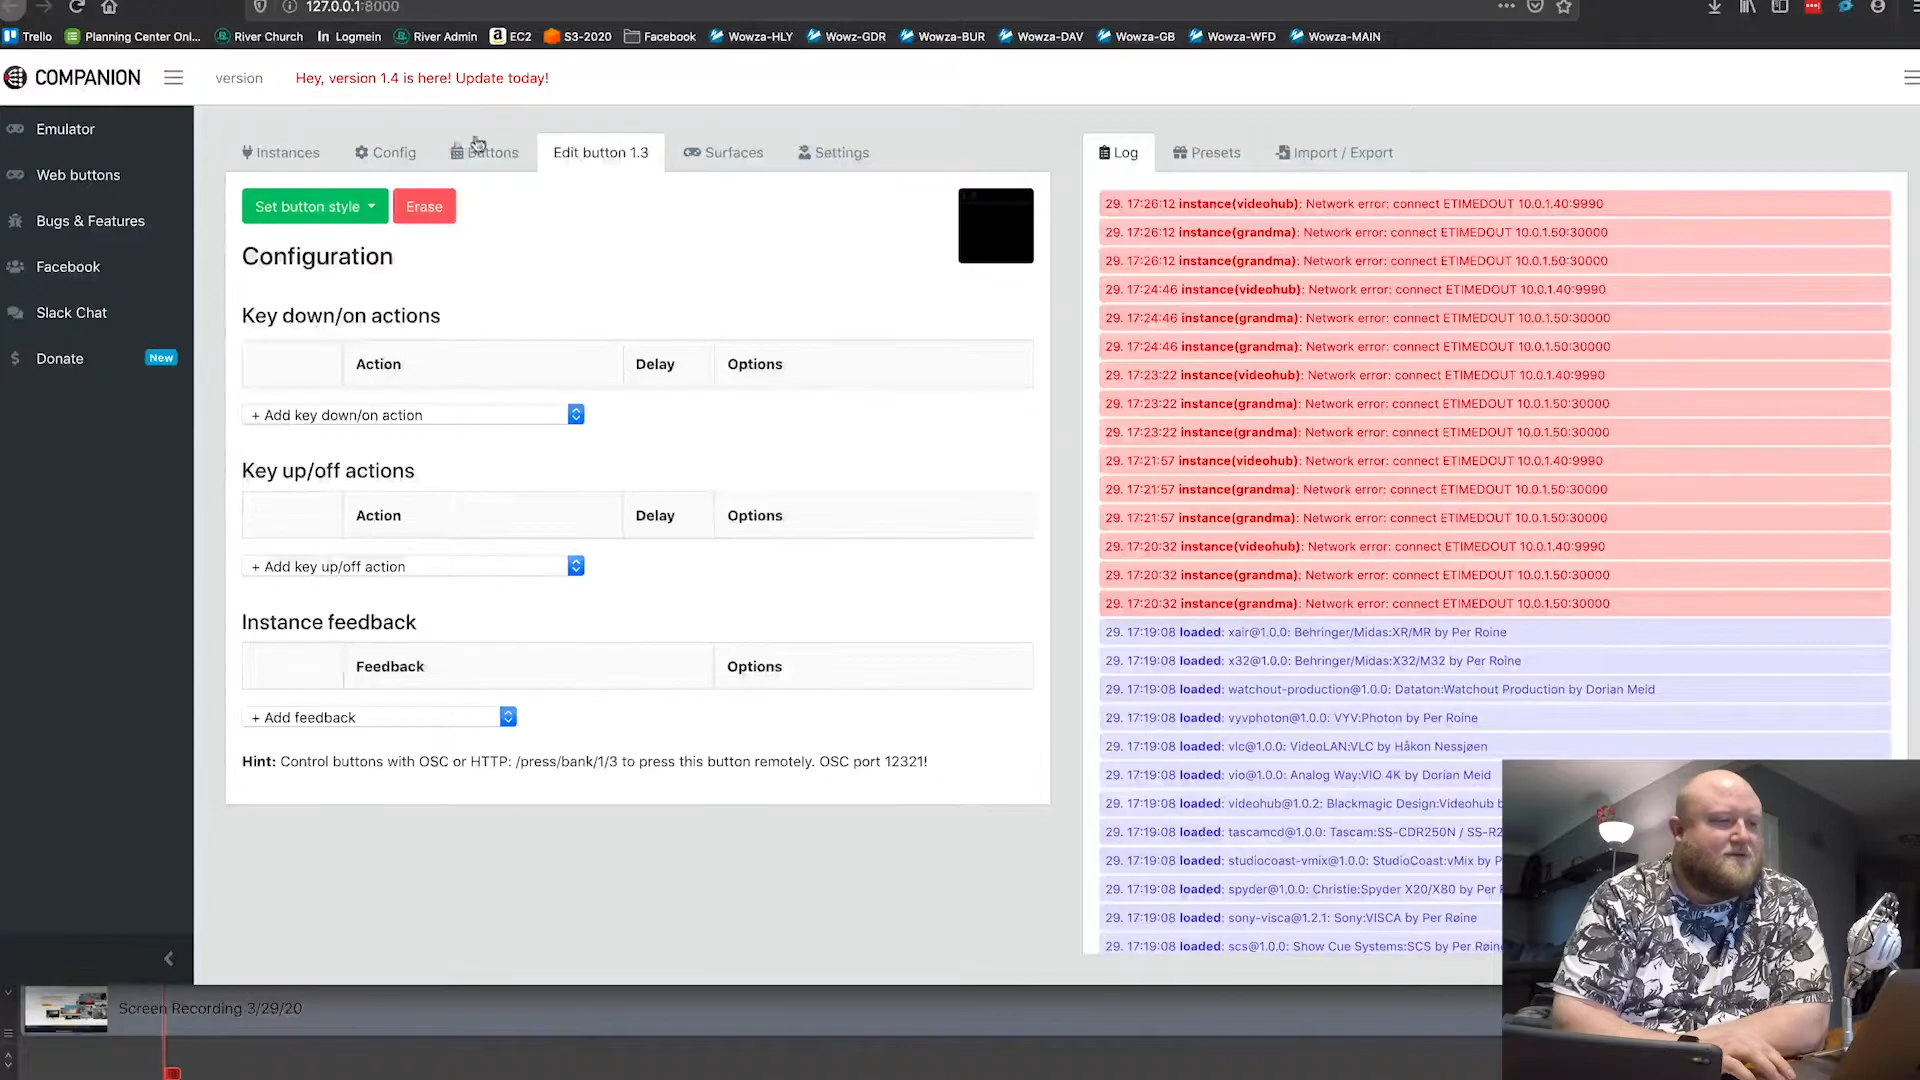 127.0.0.1:8000
Trello
Planning Center Onl...
River Church
In Logmein
River Admin
a EC2
S3-2020
Facebook
Wowza-HLY
Wowz-GDR
Wowza-BUR
Wowza-DAV
Wowza-GB
Wowza-WFD
Wowza-MAIN
COMPANION
version
Hey, version 1.4 is here! Update today!
Emulator
Web buttons
Bugs & Features
Facebook
Slack Chat
$ Donate New
Instances
Config
Buttons
Edit button 1.3
Surfaces
Settings
Set button style
Erase
Configuration
Key down/on actions
Action Delay Options
+ Add key down/on action
Key up/off actions
Action Delay Options
+ Add key up/off action
Instance feedback
Feedback Options
+ Add feedback
Hint: Control buttons with OSC or HTTP: /press/bank/1/3 to press this button remotely. OSC port 12321!
Log
Presets
Import / Export
29. 17:26:12 instance(videohub): Network error: connect ETIMEDOUT 10.0.1.40:9990
29. 17:26:12 instance(grandma): Network error: connect ETIMEDOUT 10.0.1.50:30000
29. 17:26:12 instance(grandma): Network error: connect ETIMEDOUT 10.0.1.50:30000
29. 17:24:46 instance(videohub): Network error: connect ETIMEDOUT 10.0.1.40:9990
29. 17:24:46 instance(grandma): Network error: connect ETIMEDOUT 10.0.1.50:30000
29. 17:24:46 instance(grandma): Network error: connect ETIMEDOUT 10.0.1.50:30000
29. 17:23:22 instance(videohub): Network error: connect ETIMEDOUT 10.0.1.40:9990
29. 17:23:22 instance(grandma): Network error: connect ETIMEDOUT 10.0.1.50:30000
29. 17:23:22 instance(grandma): Network error: connect ETIMEDOUT 10.0.1.50:30000
29. 17:21:57 instance(videohub): Network error: connect ETIMEDOUT 10.0.1.40:9990
29. 17:21:57 instance(grandma): Network error: connect ETIMEDOUT 10.0.1.50:30000
29. 17:21:57 instance(grandma): Network error: connect ETIMEDOUT 10.0.1.50:30000
29. 17:20:32 instance(videohub): Network error: connect ETIMEDOUT 10.0.1.40:9990
29. 17:20:32 instance(grandma): Network error: connect ETIMEDOUT 10.0.1.50:30000
29. 17:20:32 instance(grandma): Network error: connect ETIMEDOUT 10.0.1.50:30000
29. 17:19:08 loaded: xair@1.0.0: Behringer/Midas:XR/MR by Per Roine
29. 17:19:08 loaded: x32@1.0.0: Behringer/Midas:X32/M32 by Per Roine
29. 17:19:08 loaded: watchout-production@1.0.0: Dataton:Watchout Production by Dorian Meid
29. 17:19:08 loaded: vyvphoton@1.0.0: VYV:Photon by Per Roine
29. 17:19:08 loaded: vlc@1.0.0: VideoLAN:VLC by Håkon Nessjøen
29. 17:19:08 loaded: vio@1.0.0: Analog Way:VIO 4K by Dorian Meid
29. 17:19:08 loaded: videohub@1.0.2: Blackmagic Design:Videohub b
29. 17:19:08 loaded: tascamcd@1.0.0: Tascam:SS-CDR250N / SS-R2
29. 17:19:08 loaded: studiocoast-vmix@1.0.0: StudioCoast:vMix by P
29. 17:19:08 loaded: spyder@1.0.0: Christie:Spyder X20/X80 by Per
29. 17:19:08 loaded: sony-visca@1.2.1: Sony:VISCA by Per Røine
29. 17:19:08 loaded: scs@1.0.0: Show Cue Systems:SCS by Per Røine
Screen Recording 3/29/20